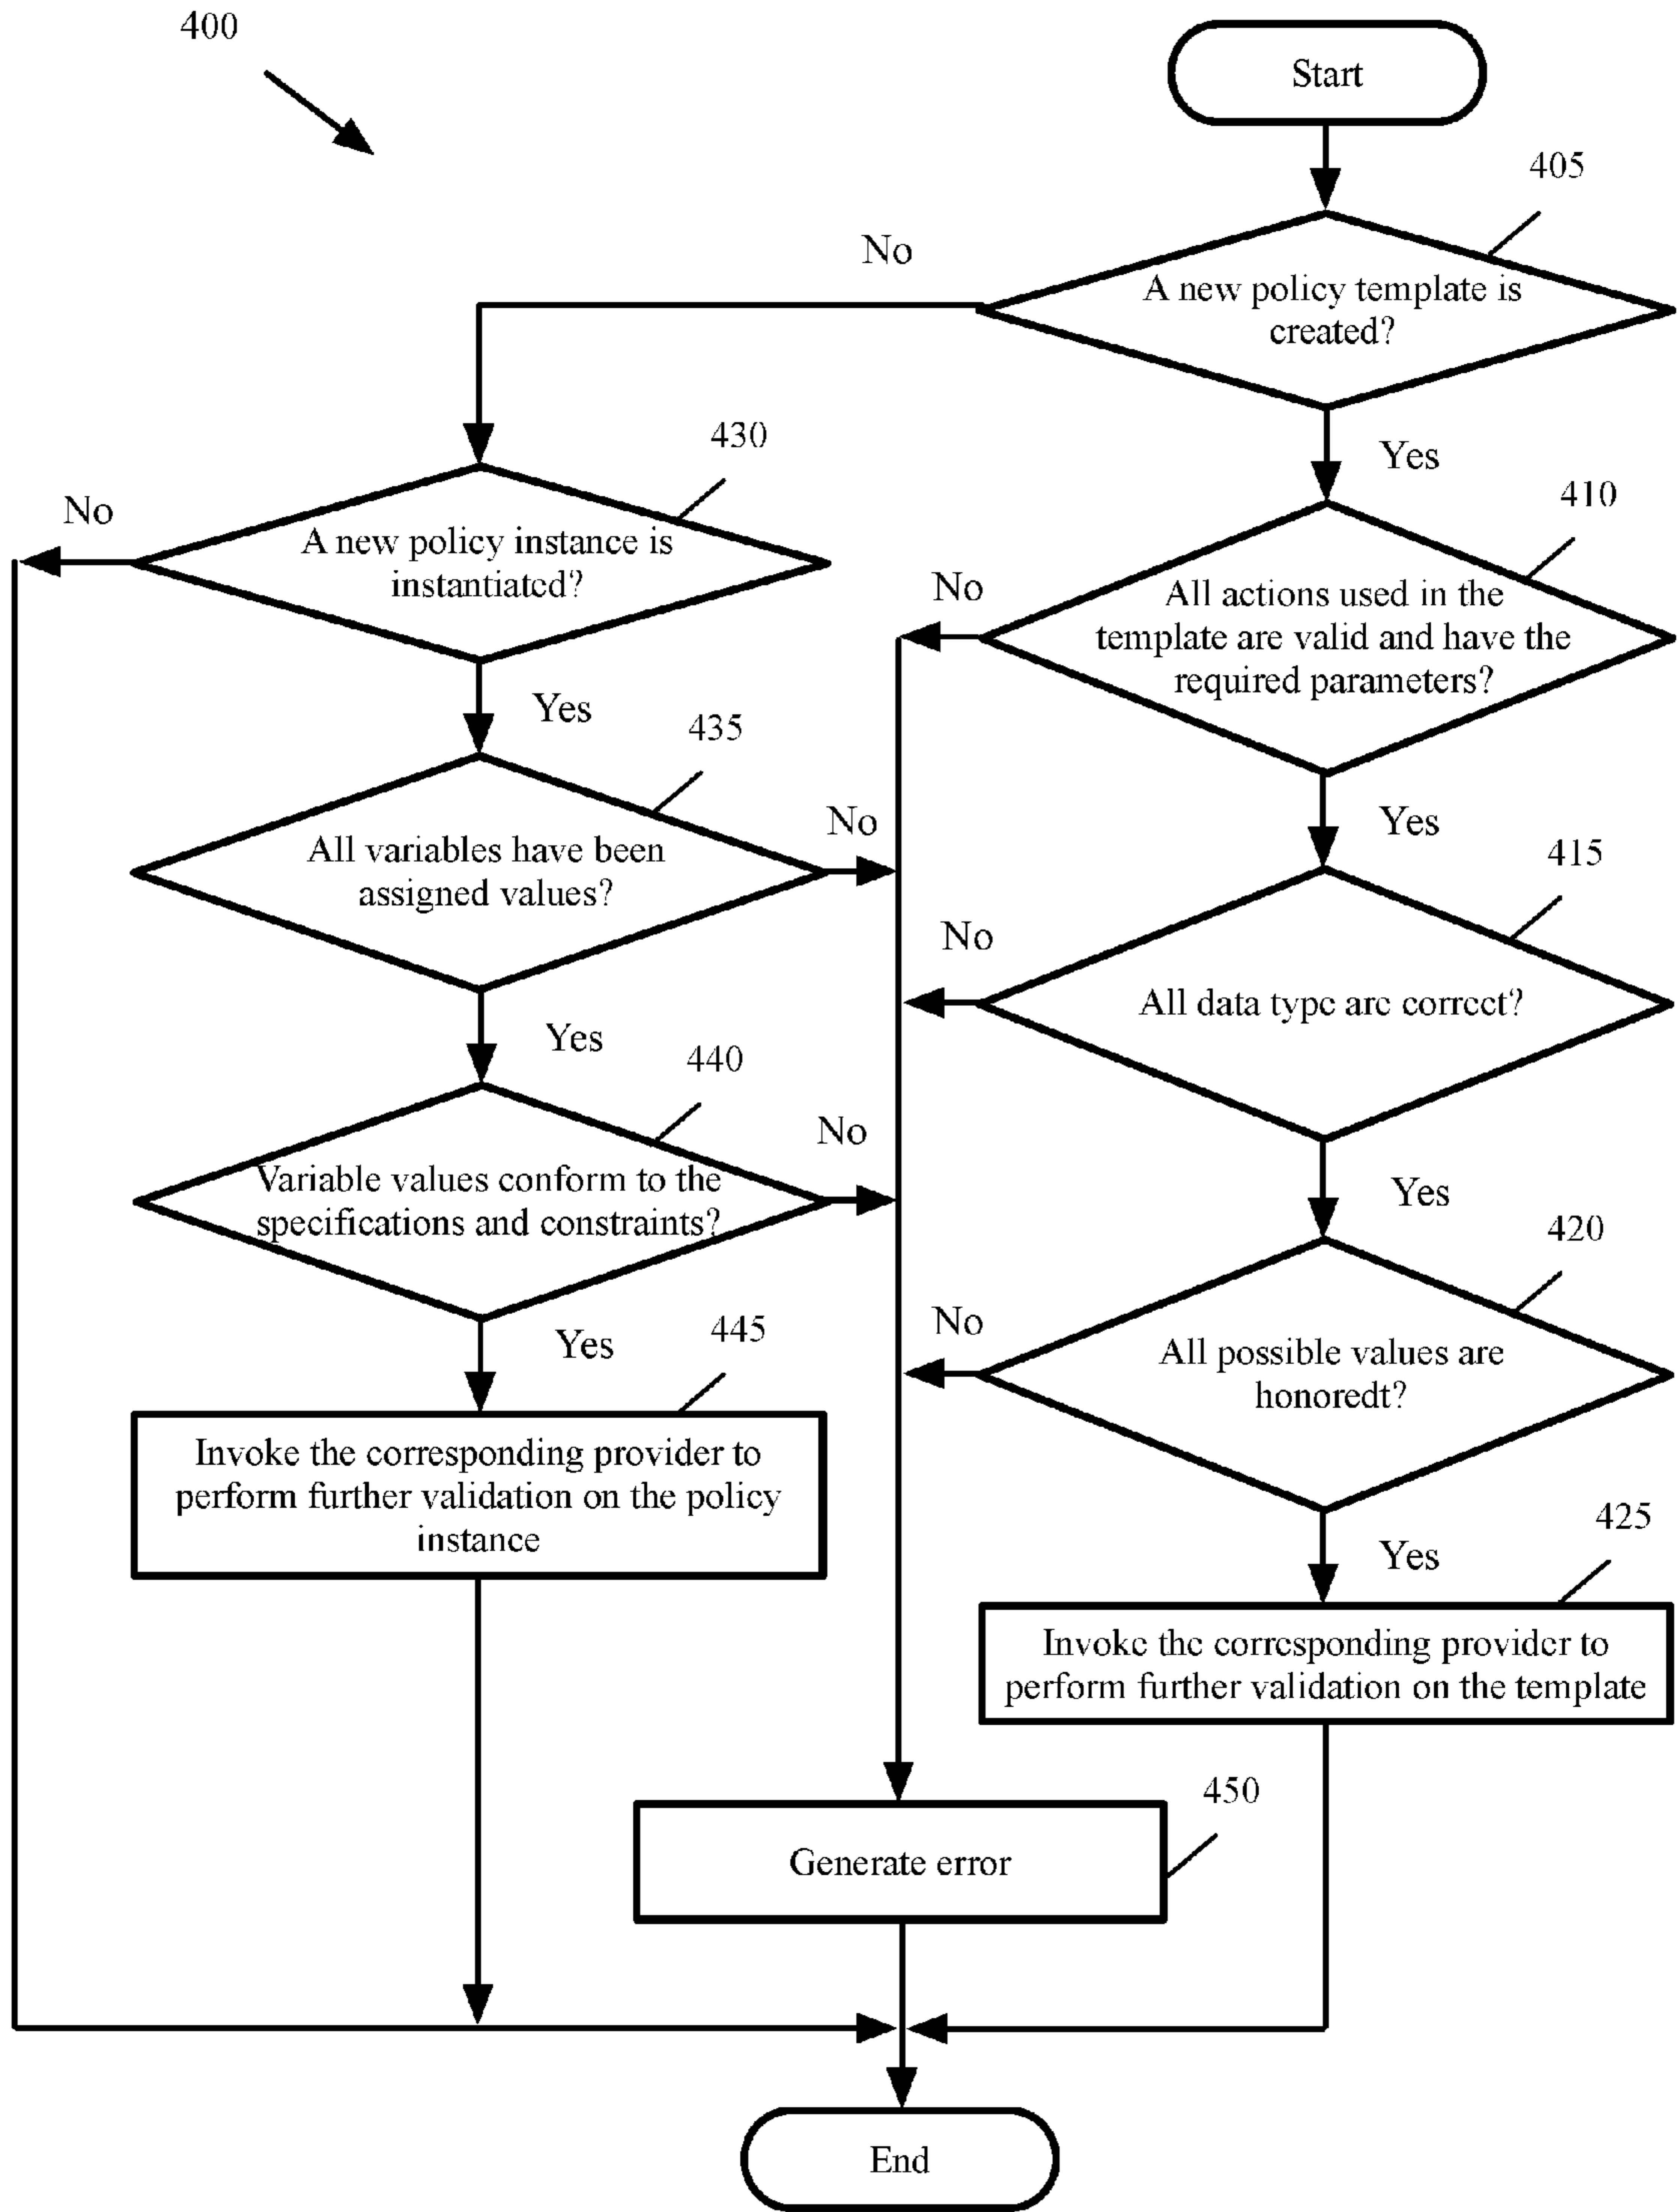 400
Start
405
No
A new policy template is
created?
Yes
430
410
No
A new policy instance is
instantiated?
No
All actions used in the
template are valid and have the
required parameters?
Yes
435
Yes
No
All variables have been
assigned values?
415
No
All data type are correct?
Yes
440
No
Yes
Variable values conform to the
specifications and constraints?
420
No
Yes
445
All possible values are
honoredt?
Invoke the corresponding provider to
perform further validation on the policy
instance
Yes
425
Invoke the corresponding provider to
perform further validation on the template
450
Generate error
End